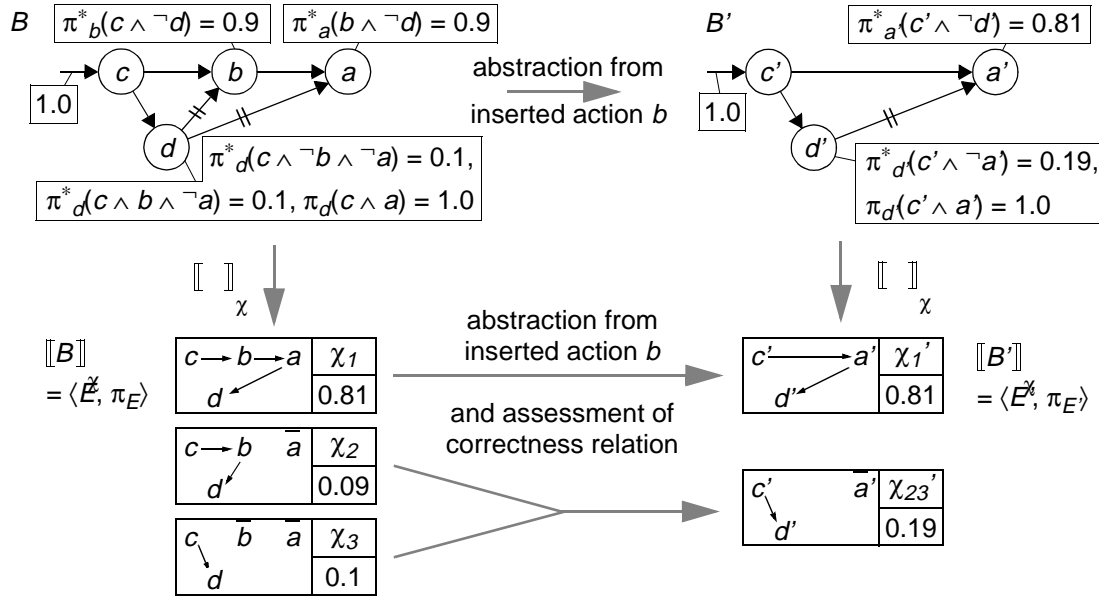 B
π*b(c ∧ ¬d) = 0.9
π*a(b ∧ ¬d) = 0.9
B'
π*a'(c' ∧ ¬d') = 0.81
c
b
a
abstraction from
inserted action b
c'
a'
1.0
1.0
d
d'
π*d(c ∧ ¬b ∧ ¬a) = 0.1,
π*d(c ∧ b ∧ ¬a) = 0.1, πd(c ∧ a) = 1.0
π*d'(c' ∧ ¬a') = 0.19,
πd'(c' ∧ a') = 1.0
⟦ ⟧χ
⟦ ⟧χ
⟦B⟧
= ⟨Eχ, πE⟩
c b a χ1
d 0.81
abstraction from
inserted action b
c' a' χ1'
d' 0.81
⟦B'⟧
= ⟨Eχ, πE'⟩
and assessment of
correctness relation
c b a̅ χ2
d 0.09
c b̅ a̅ χ3
d 0.1
c' a̅' χ23'
d' 0.19